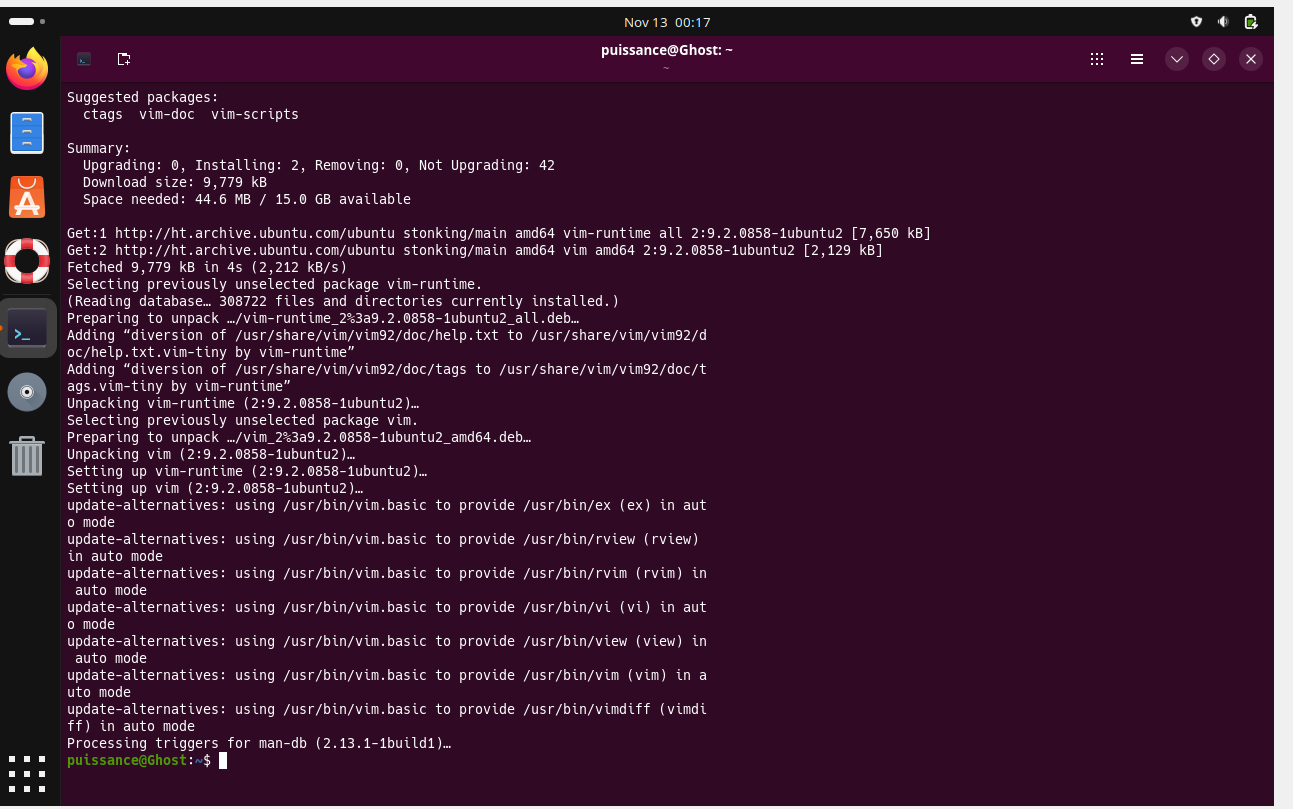 Nov 13 00:17
puissance@Ghost: ~
~
Suggested packages:
  ctags  vim-doc  vim-scripts

Summary:
  Upgrading: 0, Installing: 2, Removing: 0, Not Upgrading: 42
  Download size: 9,779 kB
  Space needed: 44.6 MB / 15.0 GB available

Get:1 http://ht.archive.ubuntu.com/ubuntu stonking/main amd64 vim-runtime all 2:9.2.0858-1ubuntu2 [7,650 kB]
Get:2 http://ht.archive.ubuntu.com/ubuntu stonking/main amd64 vim amd64 2:9.2.0858-1ubuntu2 [2,129 kB]
Fetched 9,779 kB in 4s (2,212 kB/s)
Selecting previously unselected package vim-runtime.
(Reading database… 308722 files and directories currently installed.)
Preparing to unpack …/vim-runtime_2%3a9.2.0858-1ubuntu2_all.deb…
Adding “diversion of /usr/share/vim/vim92/doc/help.txt to /usr/share/vim/vim92/d
oc/help.txt.vim-tiny by vim-runtime”
Adding “diversion of /usr/share/vim/vim92/doc/tags to /usr/share/vim/vim92/doc/t
ags.vim-tiny by vim-runtime”
Unpacking vim-runtime (2:9.2.0858-1ubuntu2)…
Selecting previously unselected package vim.
Preparing to unpack …/vim_2%3a9.2.0858-1ubuntu2_amd64.deb…
Unpacking vim (2:9.2.0858-1ubuntu2)…
Setting up vim-runtime (2:9.2.0858-1ubuntu2)…
Setting up vim (2:9.2.0858-1ubuntu2)…
update-alternatives: using /usr/bin/vim.basic to provide /usr/bin/ex (ex) in aut
o mode
update-alternatives: using /usr/bin/vim.basic to provide /usr/bin/rview (rview)
in auto mode
update-alternatives: using /usr/bin/vim.basic to provide /usr/bin/rvim (rvim) in
 auto mode
update-alternatives: using /usr/bin/vim.basic to provide /usr/bin/vi (vi) in aut
o mode
update-alternatives: using /usr/bin/vim.basic to provide /usr/bin/view (view) in
 auto mode
update-alternatives: using /usr/bin/vim.basic to provide /usr/bin/vim (vim) in a
uto mode
update-alternatives: using /usr/bin/vim.basic to provide /usr/bin/vimdiff (vimdi
ff) in auto mode
Processing triggers for man-db (2.13.1-1build1)…
puissance@Ghost:~$